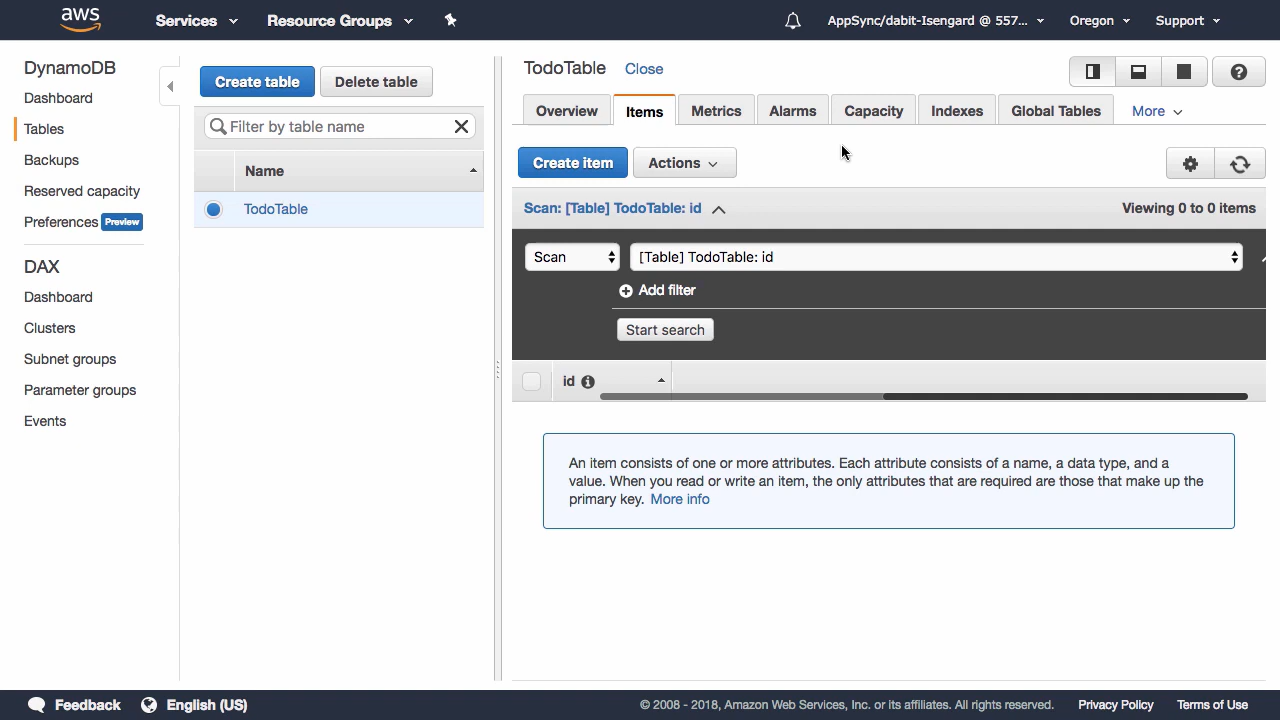 aws Services Resource Groups AppSync/dabit-Isengard @ 557... Oregon Support
DynamoDB
Dashboard
Tables
Backups
Reserved capacity
Preferences Preview
DAX
Dashboard
Clusters
Subnet groups
Parameter groups
Events
Create table Delete table
Filter by table name
Name
TodoTable
TodoTable Close
Overview Items Metrics Alarms Capacity Indexes Global Tables More
Create item Actions
Scan: [Table] TodoTable: id Viewing 0 to 0 items
Scan [Table] TodoTable: id
Add filter
Start search
id
An item consists of one or more attributes. Each attribute consists of a name, a data type, and a
value. When you read or write an item, the only attributes that are required are those that make up the
primary key. More info
Feedback English (US) © 2008 - 2018, Amazon Web Services, Inc. or its affiliates. All rights reserved. Privacy Policy Terms of Use